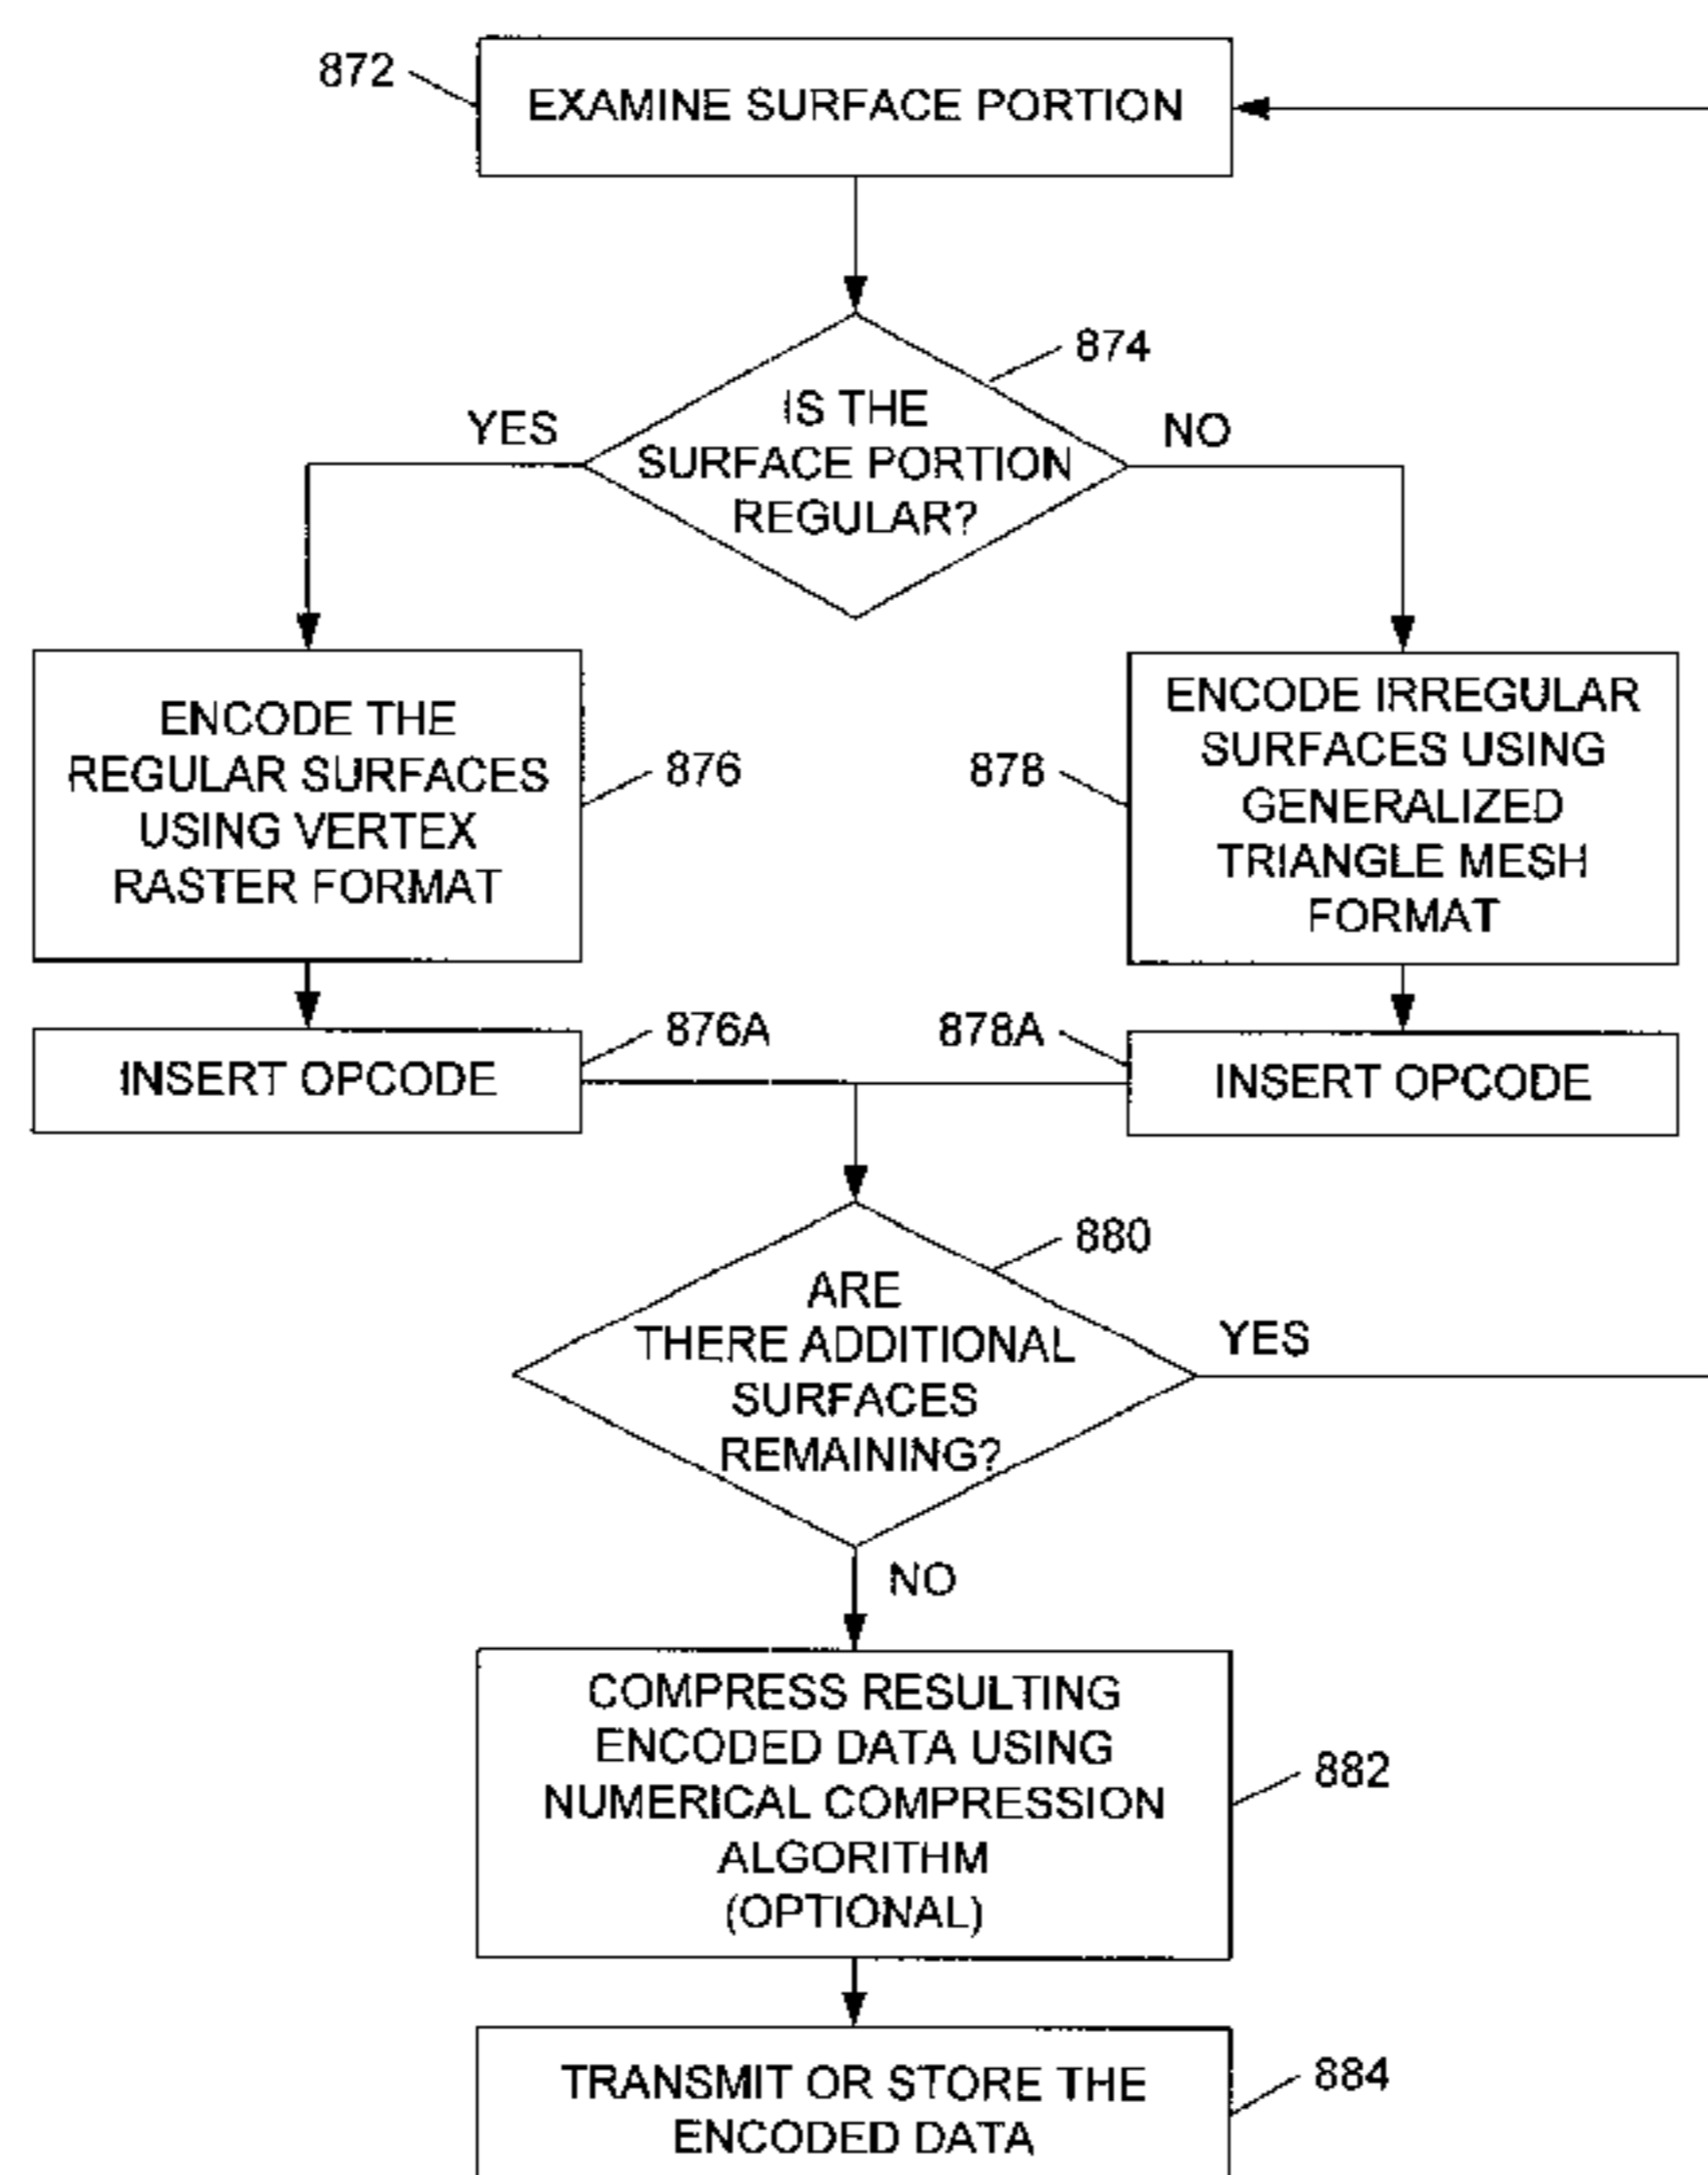 872
EXAMINE SURFACE PORTION
874
IS THE
SURFACE PORTION
REGULAR?
YES
NO
ENCODE THE
REGULAR SURFACES
USING VERTEX
RASTER FORMAT
876
878
ENCODE IRREGULAR
SURFACES USING
GENERALIZED
TRIANGLE MESH
FORMAT
INSERT OPCODE
876A
878A
INSERT OPCODE
880
ARE
THERE ADDITIONAL
SURFACES
REMAINING?
YES
NO
COMPRESS RESULTING
ENCODED DATA USING
NUMERICAL COMPRESSION
ALGORITHM
(OPTIONAL)
882
TRANSMIT OR STORE THE
ENCODED DATA
884